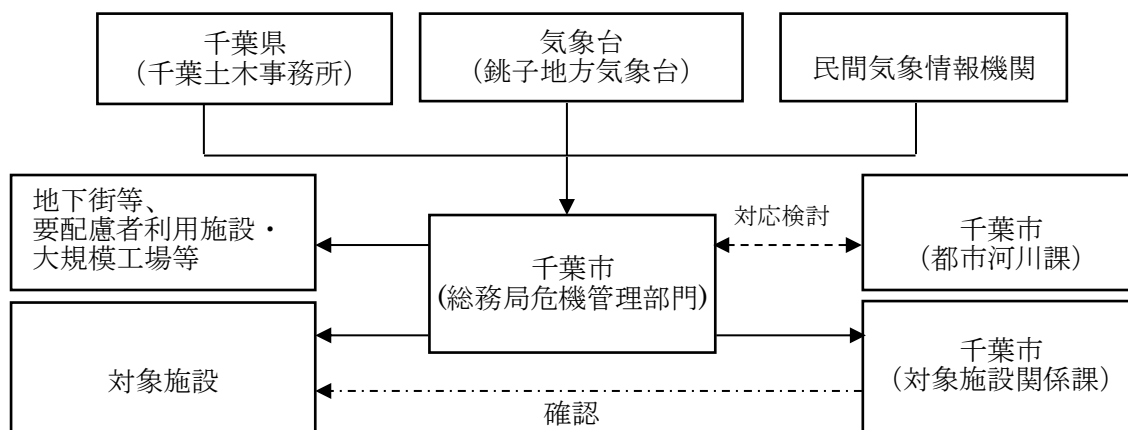 千葉県
（千葉土木事務所）
気象台
（銚子地方気象台）
民間気象情報機関
地下街等、
要配慮者利用施設・
大規模工場等
千葉市
(総務局危機管理部門)
対応検討
千葉市
（都市河川課）
対象施設
確認
千葉市
（対象施設関係課）